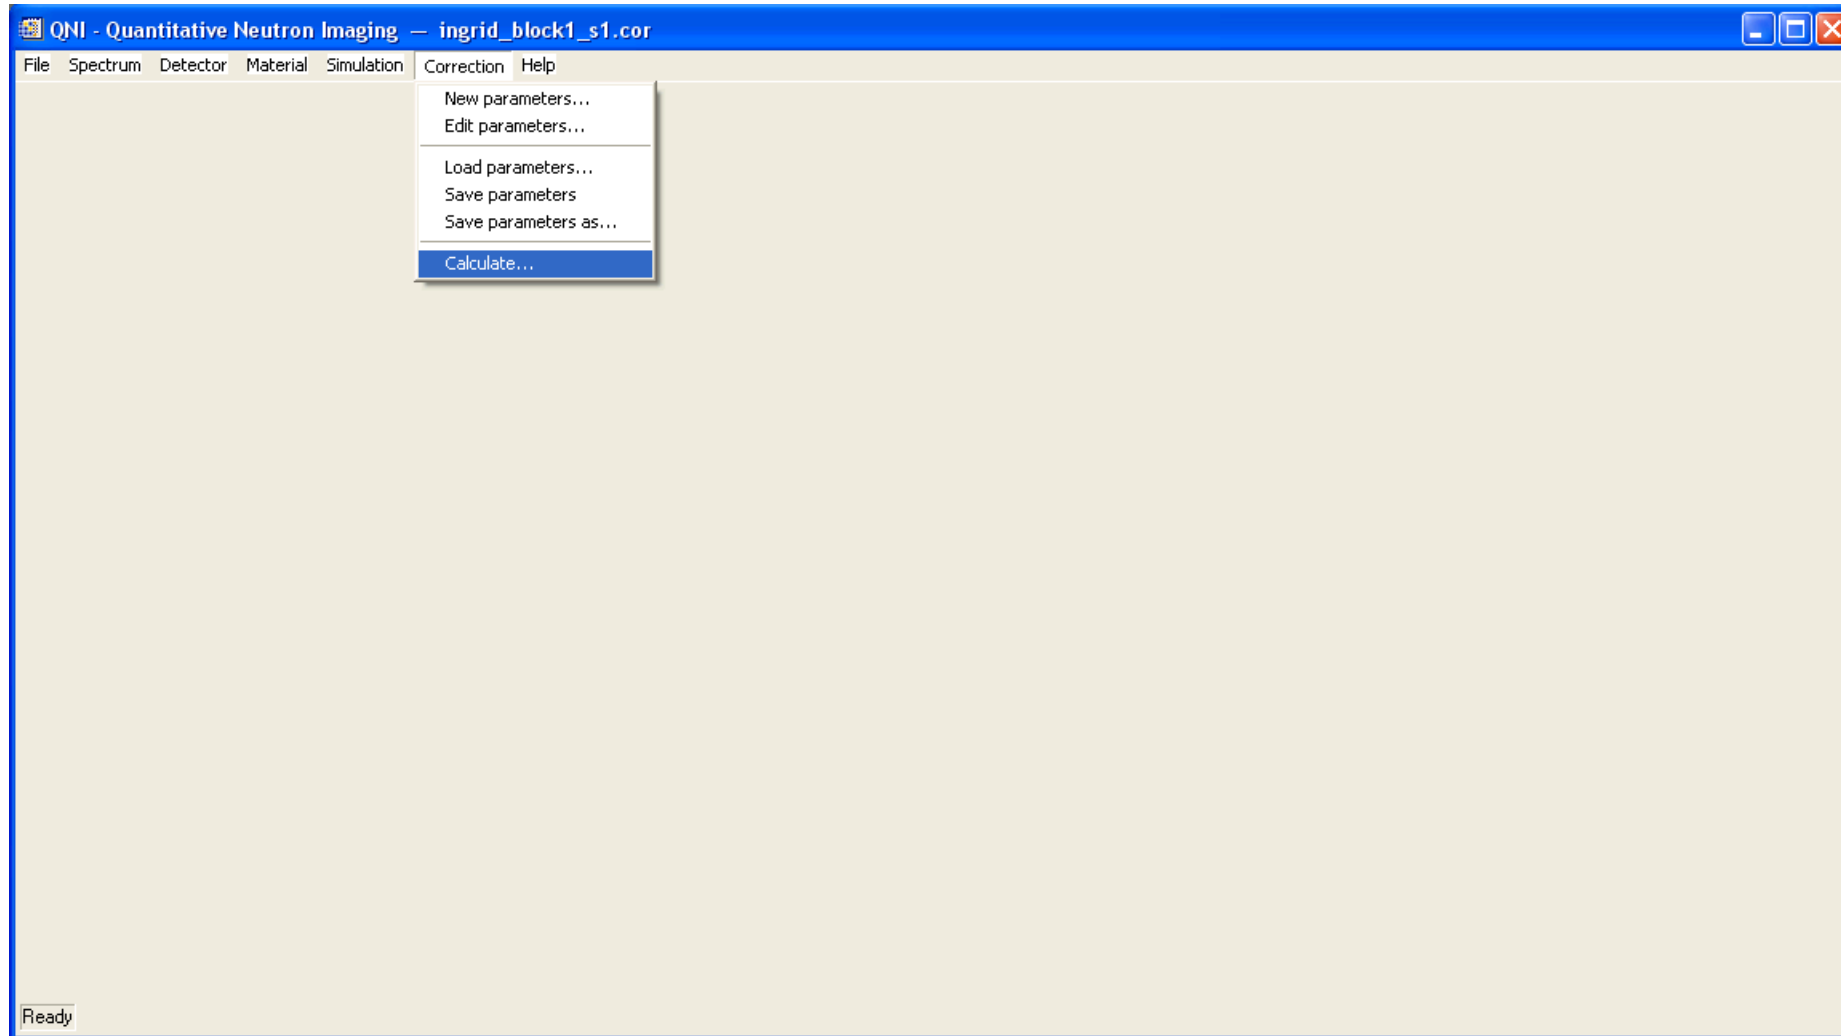 QNI - Quantitative Neutron Imaging — ingrid_block1_s1.cor
File Spectrum Detector Material Simulation Correction Help
New parameters...
Edit parameters...
Load parameters...
Save parameters
Save parameters as...
Calculate...
Ready